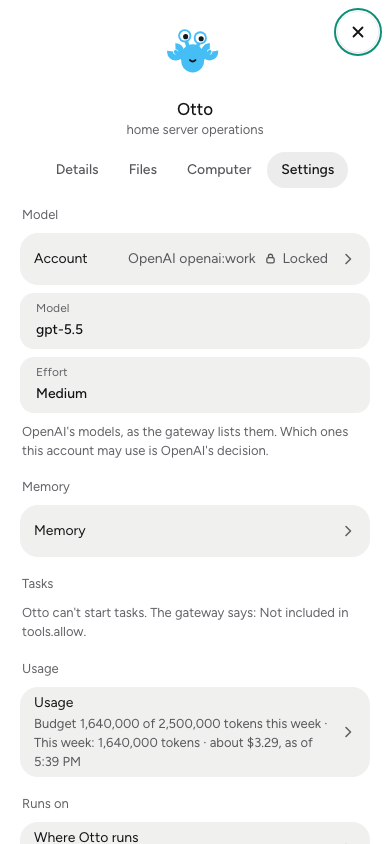 Otto
home server operations
Details Files Computer Settings
Model
Account OpenAI openai:work Locked
Model
gpt-5.5
Effort
Medium
OpenAI's models, as the gateway lists them. Which ones
this account may use is OpenAI's decision.
Memory
Memory
Tasks
Otto can't start tasks. The gateway says: Not included in
tools.allow.
Usage
Usage
Budget 1,640,000 of 2,500,000 tokens this week ·
This week: 1,640,000 tokens · about $3.29, as of
5:39 PM
Runs on
Where Otto runs